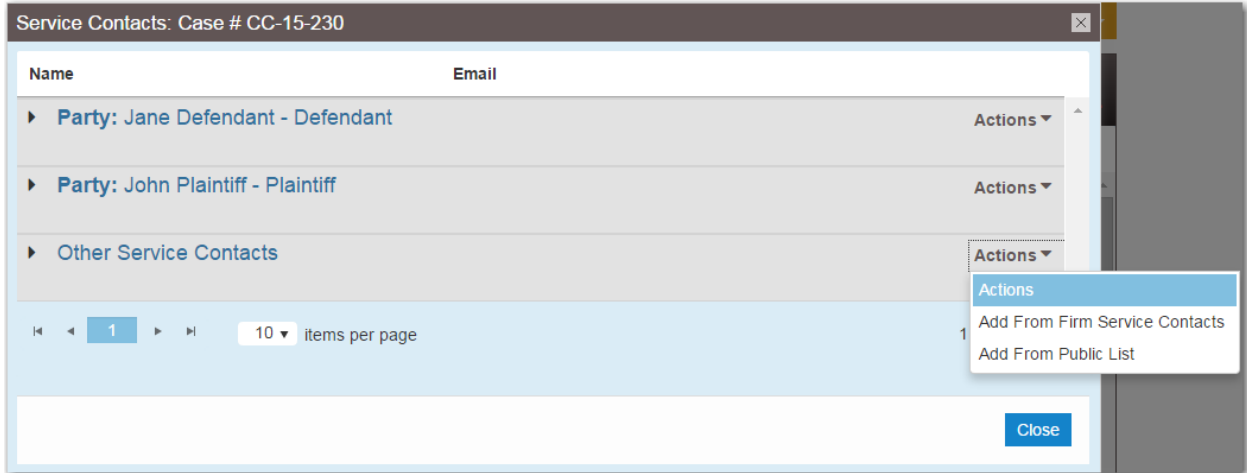 Service Contacts: Case # CC-15-230
Name Email
Party: Jane Defendant - Defendant Actions
Party: John Plaintiff - Plaintiff Actions
Other Service Contacts Actions
Actions
Add From Firm Service Contacts
Add From Public List
1 10 items per page 1
Close